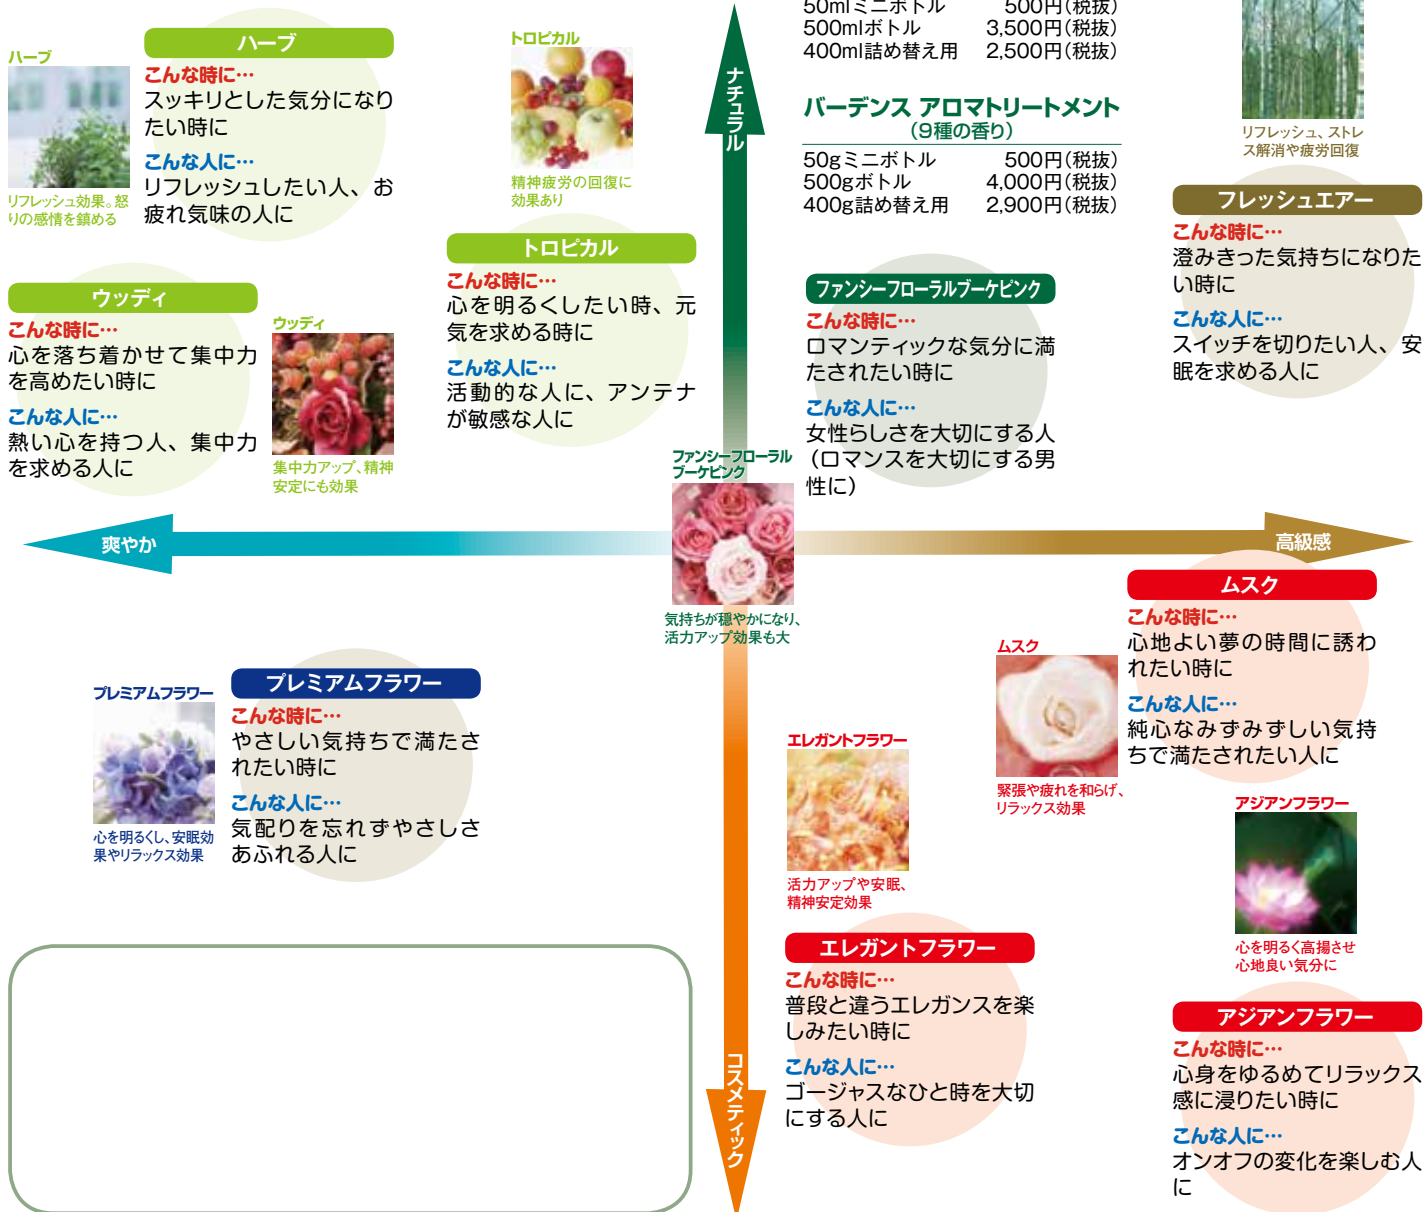 50mlミニボトル 500円(税抜)
500mlボトル 3,500円(税抜)
400ml詰め替え用 2,500円(税抜)
バーデンス アロマトリートメント
(9種の香り)
50gミニボトル 500円(税抜)
500gボトル 4,000円(税抜)
400g詰め替え用 2,900円(税抜)
ナチュラル
ハーブ
リフレッシュ効果。怒
りの感情を鎮める
ハーブ
こんな時に…
スッキリとした気分になり
たい時に
こんな人に…
リフレッシュしたい人、お
疲れ気味の人に
トロピカル
精神疲労の回復に
効果あり
トロピカル
こんな時に…
心を明るくしたい時、元
気を求める時に
こんな人に…
活動的な人に、アンテナ
が敏感な人に
リフレッシュ、ストレ
ス解消や疲労回復
フレッシュエアー
こんな時に…
澄みきった気持ちになりた
い時に
こんな人に…
スイッチを切りたい人、安
眠を求める人に
ウッディ
こんな時に…
心を落ち着かせて集中力
を高めたい時に
こんな人に…
熱い心を持つ人、集中力
を求める人に
ウッディ
集中力アップ、精神
安定にも効果
ファンシーフローラルブーケピンク
こんな時に…
ロマンティックな気分に満
たされたい時に
こんな人に…
女性らしさを大切にする人
(ロマンスを大切にする男
性に)
ファンシーフローラル
ブーケピンク
気持ちが穏やかになり、
活力アップ効果も大
爽やか
高級感
ムスク
こんな時に…
心地よい夢の時間に誘わ
れたい時に
こんな人に…
純心なみずみずしい気持
ちで満たされたい人に
ムスク
緊張や疲れを和らげ、
リラックス効果
プレミアムフラワー
心を明るくし、安眠効
果やリラックス効果
プレミアムフラワー
こんな時に…
やさしい気持ちで満たさ
れたい時に
こんな人に…
気配りを忘れずやさしさ
あふれる人に
エレガントフラワー
活力アップや安眠、
精神安定効果
エレガントフラワー
こんな時に…
普段と違うエレガンスを楽
しみたい時に
こんな人に…
ゴージャスなひと時を大切
にする人に
アジアンフラワー
心を明るく高揚させ
心地良い気分に
アジアンフラワー
こんな時に…
心身をゆるめてリラックス
感に浸りたい時に
こんな人に…
オンオフの変化を楽しむ人
に
コスメティック